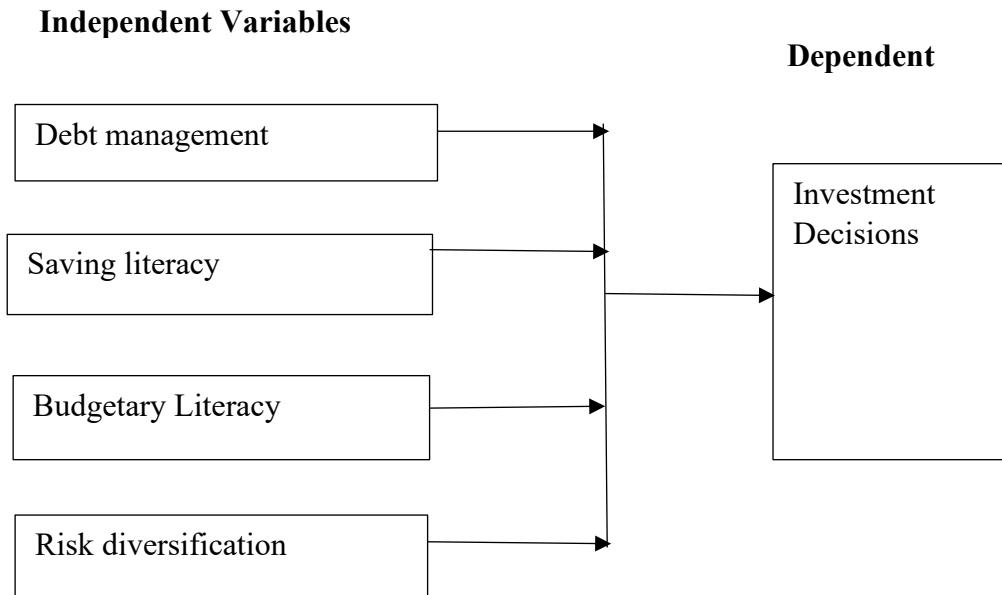 Independent Variables
Dependent
Debt management
Saving literacy
Budgetary Literacy
Risk diversification
Investment
Decisions